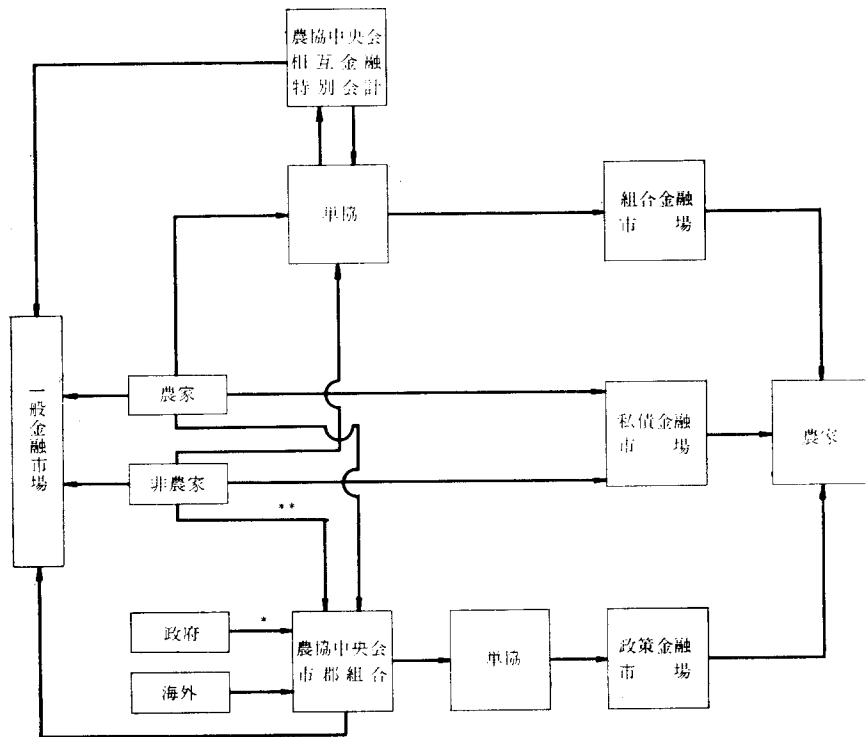 農協中央会
相互金融
特別会計
単協
組合金融
市場
一般金融市場
農家
私債金融
市場
農家
非農家
**
政府
*
農協中央会
市郡組合
単協
政策金融
市場
海外